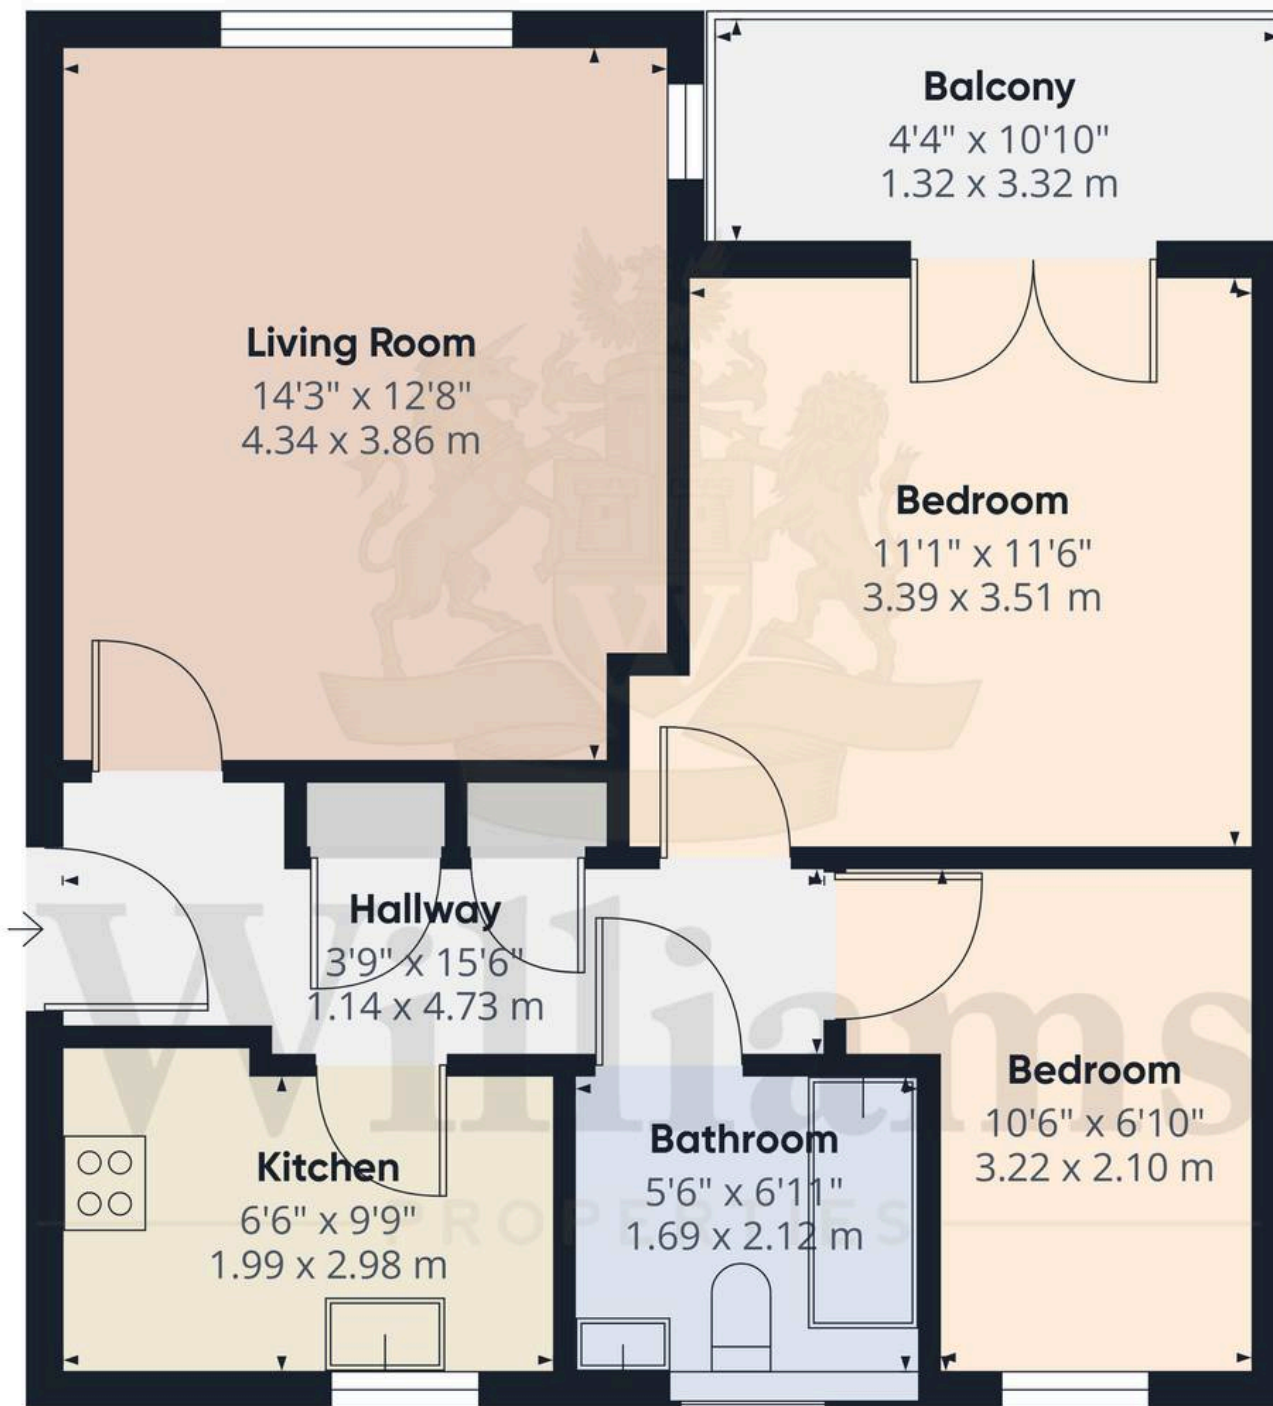 Balcony
4'4" x 10'10"
1.32 x 3.32 m
Living Room
14'3" x 12'8"
4.34 x 3.86 m
Bedroom
11'1" x 11'6"
3.39 x 3.51 m
W
Hallway
3'9" x 15'6"
1.14 x 4.73 m
Williams
Bedroom
10'6" x 6'10"
3.22 x 2.10 m
Kitchen
6'6" x 9'9"
1.99 x 2.98 m
Bathroom
5'6" x 6'11"
1.69 x 2.12 m
PROPERTIES